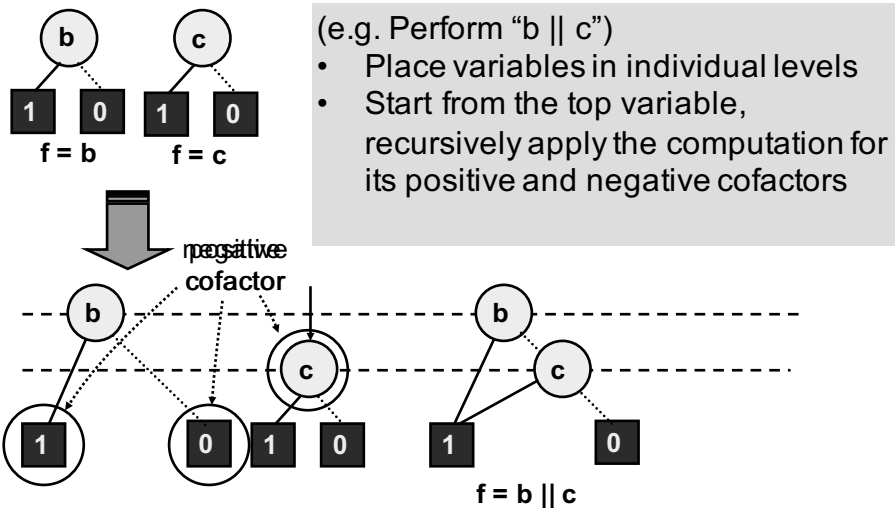 b c
1 0 1 0
f = b f = c
(e.g. Perform “b || c”)
• Place variables in individual levels
• Start from the top variable,
recursively apply the computation for
its positive and negative cofactors
cofactor
b b
c c
1 0 1 0 1 0
f = b || c